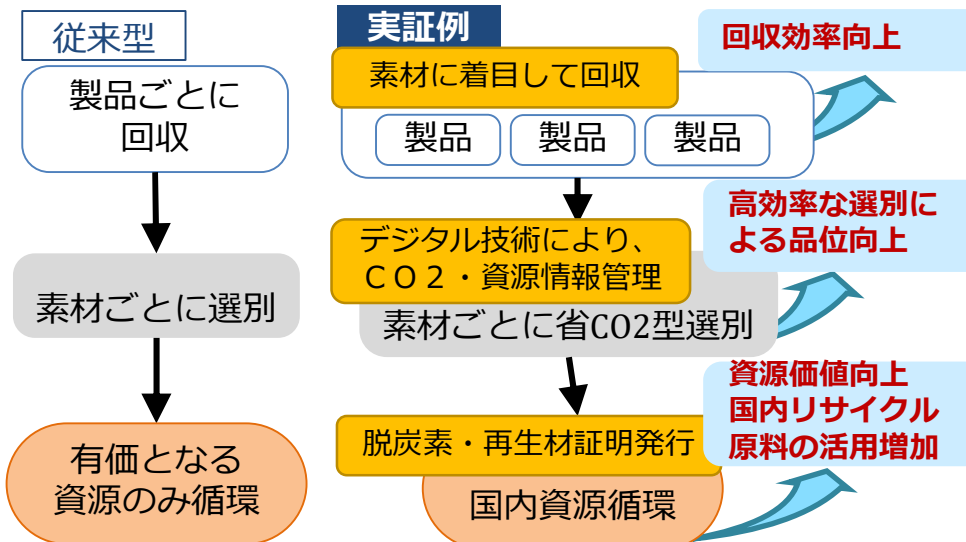 従来型
製品ごとに
回収
素材ごとに選別
有価となる
資源のみ循環
実証例
素材に着目して回収
製品 製品 製品
デジタル技術により、
ＣＯ２・資源情報管理
素材ごとに省CO2型選別
脱炭素・再生材証明発行
国内資源循環
回収効率向上
高効率な選別に
よる品位向上
資源価値向上
国内リサイクル
原料の活用増加